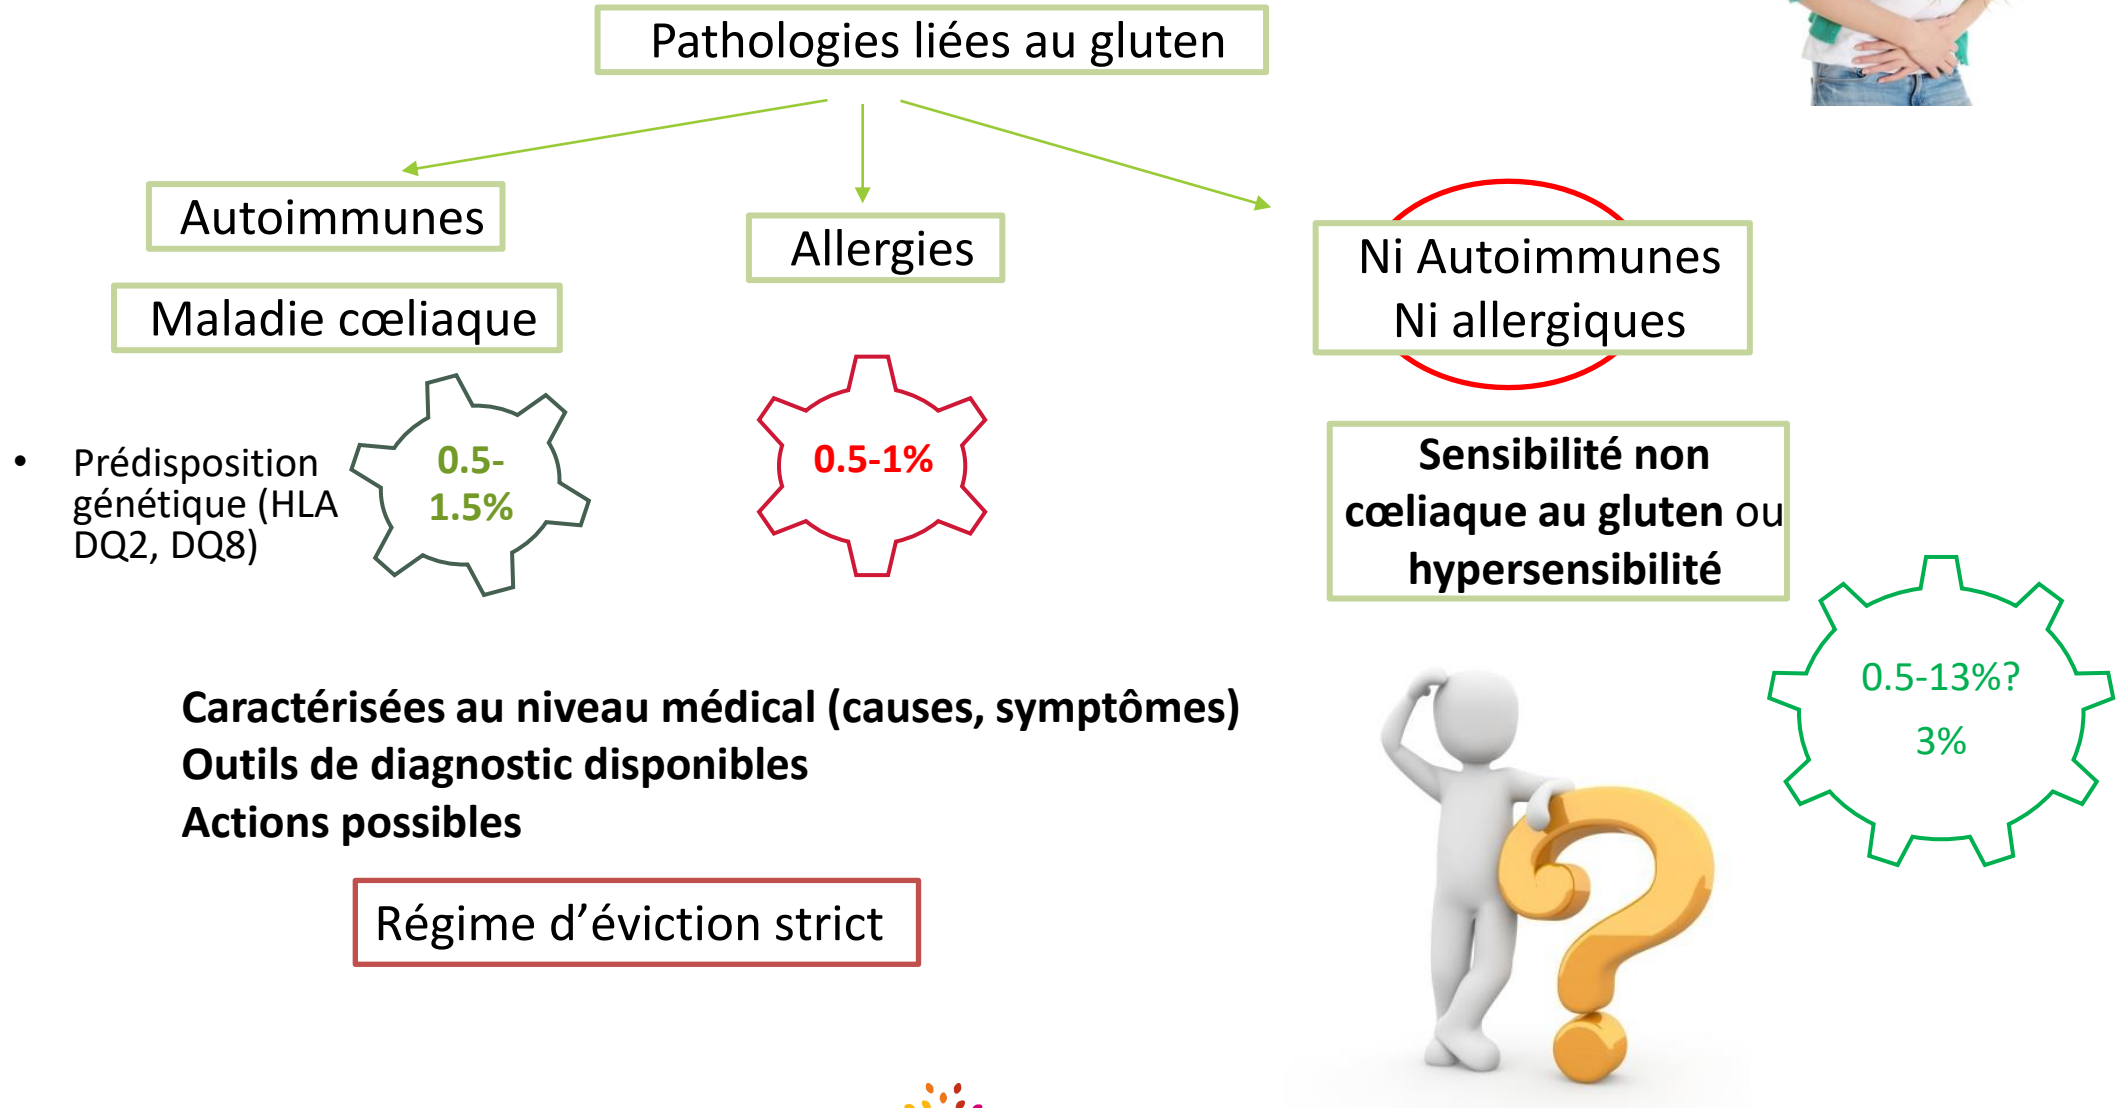 Pathologies liées au gluten
Autoimmunes
Maladie cœliaque
• Prédisposition
génétique (HLA
DQ2, DQ8)
0.5-
1.5%
Allergies
0.5-1%
Ni Autoimmunes
Ni allergiques
Sensibilité non
cœliaque au gluten ou
hypersensibilité
0.5-13%?
3%
Caractérisées au niveau médical (causes, symptômes)
Outils de diagnostic disponibles
Actions possibles
Régime d’éviction strict